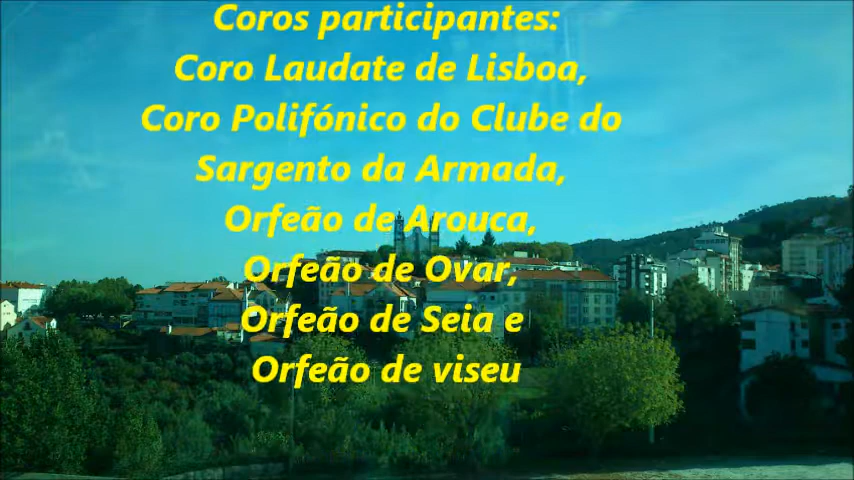 Coros participantes:
Coro Laudate de Lisboa,
Coro Polifónico do Clube do
Sargento da Armada,
Orfeão de Arouca,
Orfeão de Ovar,
Orfeão de Seia e
Orfeão de viseu